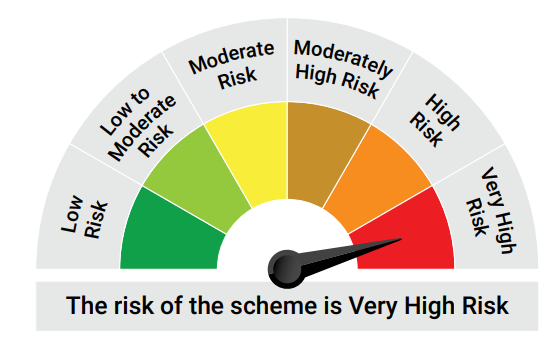 Low
Risk
Low to
Moderate
Risk
Moderate
Risk
Moderately
High Risk
High
Risk
Very High
Risk
The risk of the scheme is Very High Risk